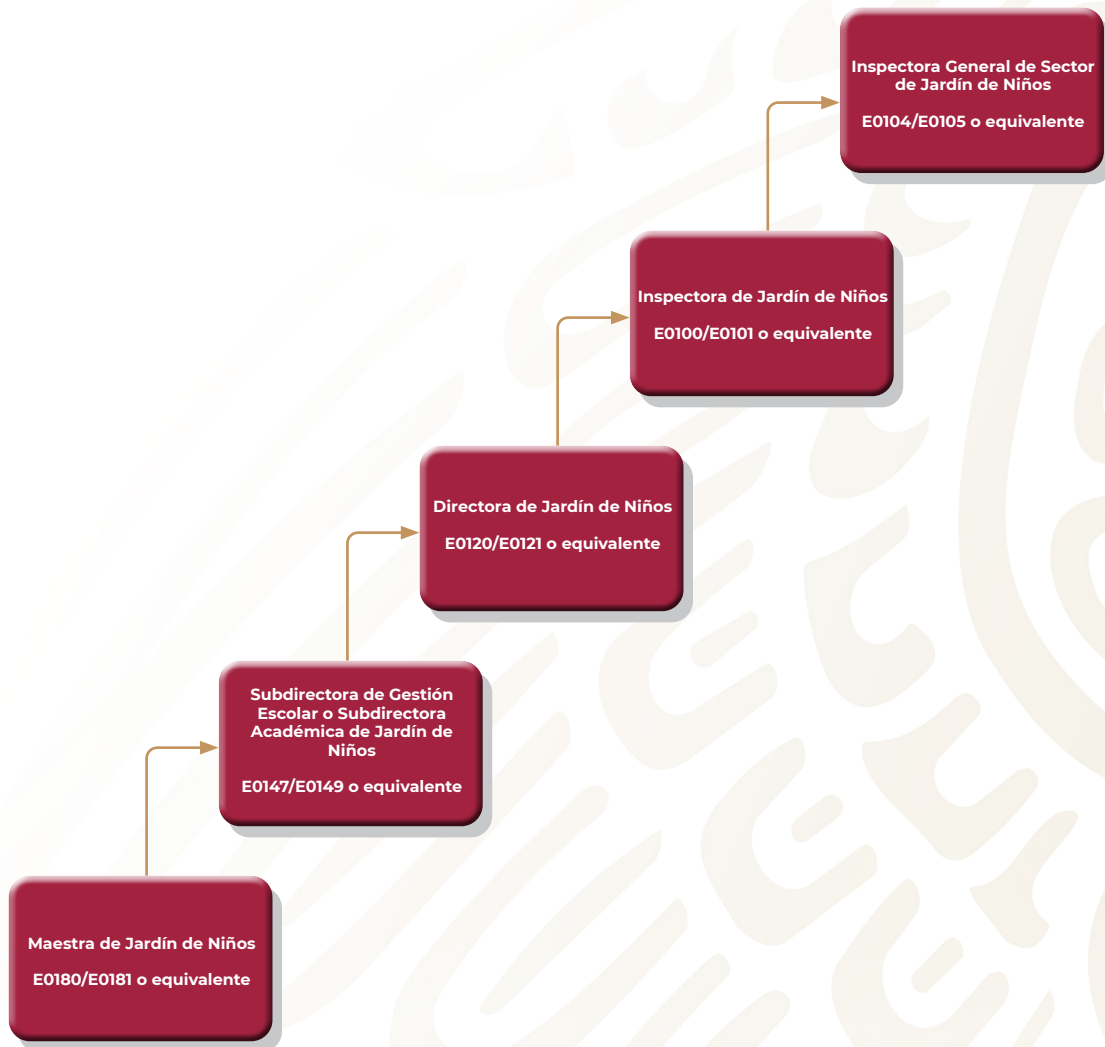 Inspectora General de Sector
de Jardín de Niños
E0104/E0105 o equivalente
Inspectora de Jardín de Niños
E0100/E0101 o equivalente
Directora de Jardín de Niños
E0120/E0121 o equivalente
Subdirectora de Gestión
Escolar o Subdirectora
Académica de Jardín de
Niños
E0147/E0149 o equivalente
Maestra de Jardín de Niños
E0180/E0181 o equivalente